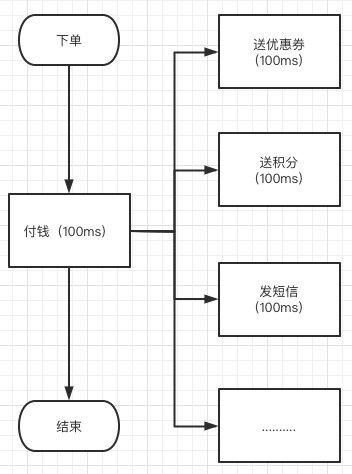 下单
付钱（100ms）
结束
送优惠券
(100ms)
送积分
(100ms)
发短信
(100ms)
..........